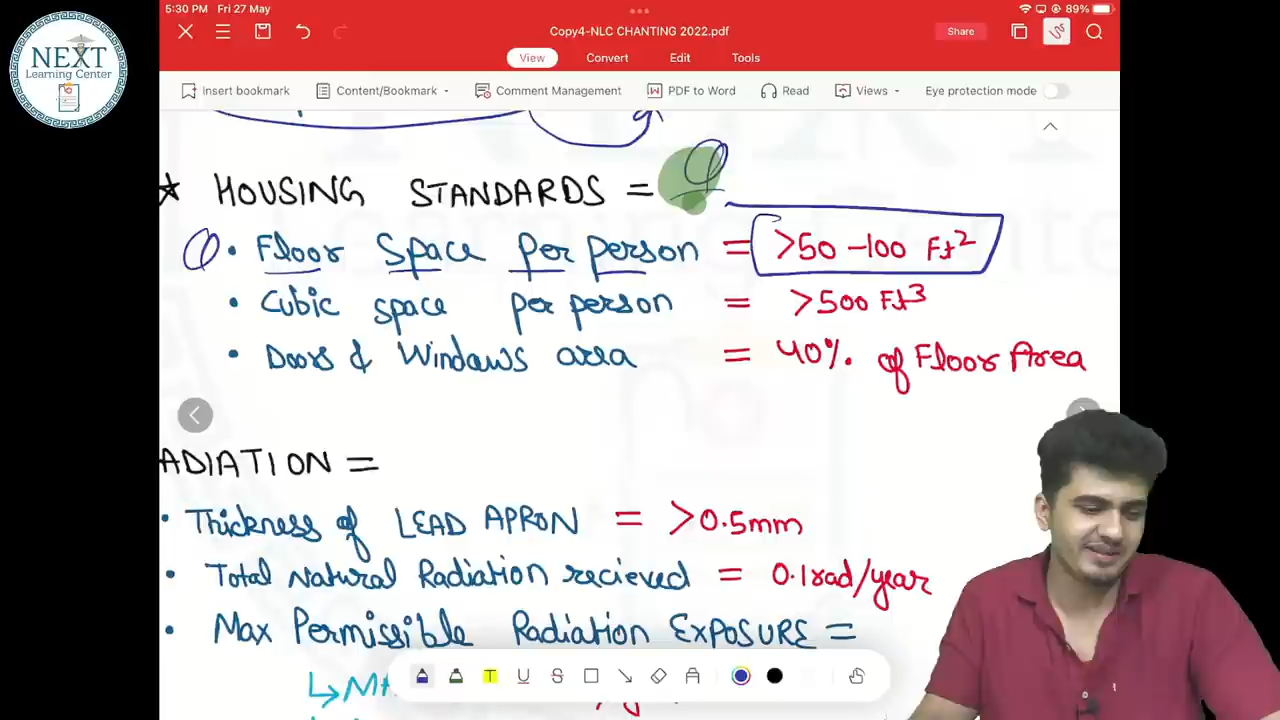 5:30 PM Fri 27 May
89%
Copy4-NLC CHANTING 2022.pdf
Share
View Convert Edit Tools
Insert bookmark Content/Bookmark Comment Management PDF to Word Read Views Eye protection mode
NEXT
Learning Center
★ HOUSING STANDARDS =
• Floor Space per person = >50-100 Ft²
• Cubic space per person = >500 Ft³
• Doors & Windows area = 40% of Floor Area
ADIATION =
• Thickness of LEAD APRON = >0.5mm
• Total Natural Radiation recieved = 0.1rad/year
• Max Permissible Radiation EXPOSURE =